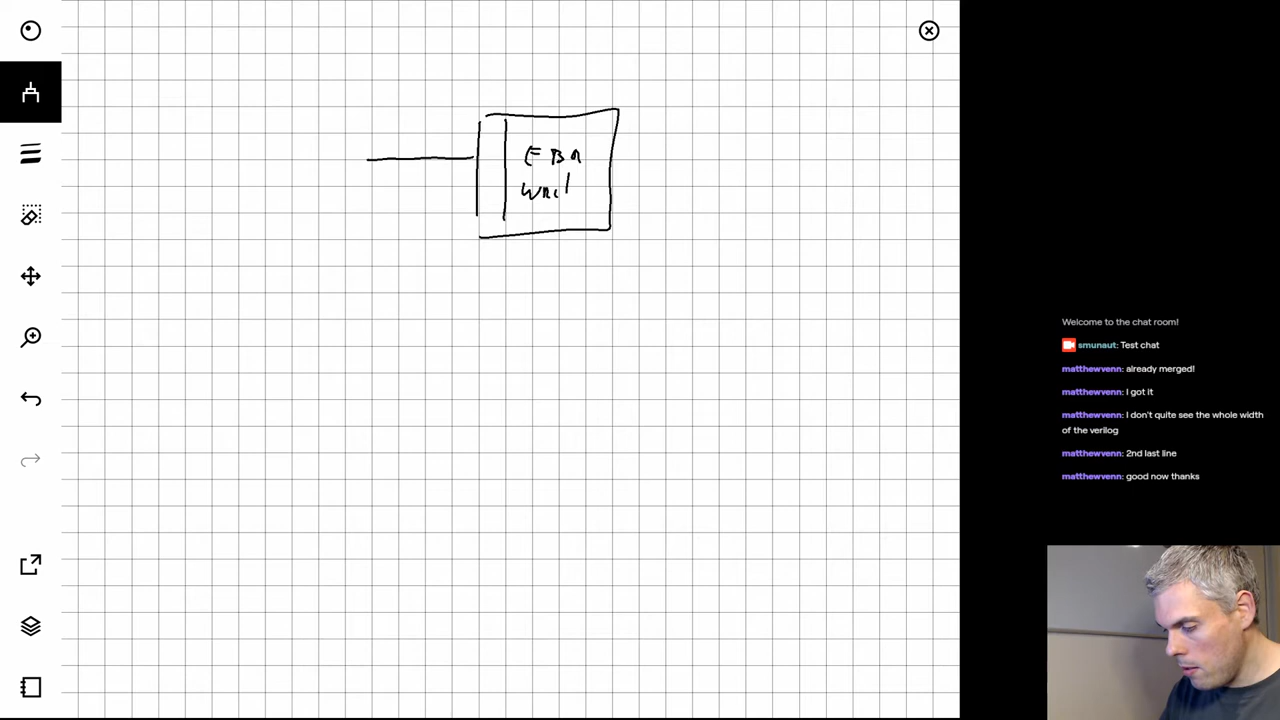 EBR
Welcome to the chat room!
smunaut: Test chat
matthewvenn: already merged!
matthewvenn: I got it
matthewvenn: I don't quite see the whole width
of the verilog
matthewvenn: 2nd last line
matthewvenn: good now thanks